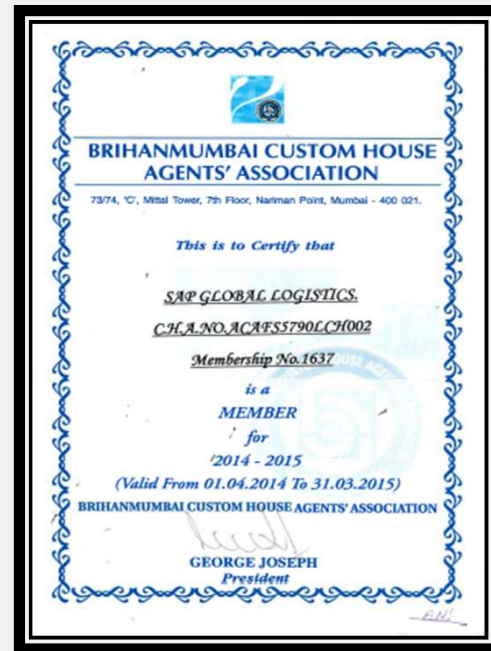 BRIHANMUMBAI CUSTOM HOUSE
AGENTS' ASSOCIATION
73/74, 'C', Mittal Tower, 7th Floor, Nariman Point, Mumbai - 400 021.
This is to Certify that
SAP GLOBAL LOGISTICS.
C.H.A.NO.ACAFS5790LCH002
Membership No.1637
is a
MEMBER
for
2014 - 2015
(Valid From 01.04.2014 To 31.03.2015)
BRIHANMUMBAI CUSTOM HOUSE AGENTS' ASSOCIATION
GEORGE JOSEPH
President